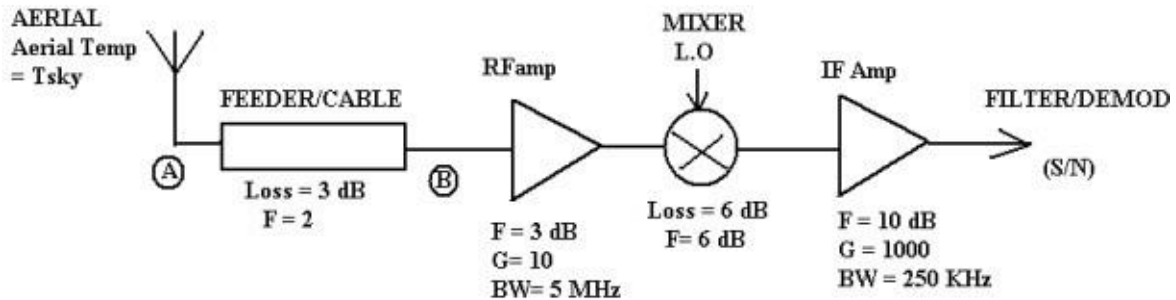 AERIAL
Aerial Temp
= Tsky
FEEDER/CABLE
A
Loss = 3 dB
F = 2
B
RFamp
F = 3 dB
G= 10
BW= 5 MHz
MIXER
L.O
Loss = 6 dB
F= 6 dB
IF Amp
F = 10 dB
G = 1000
BW = 250 KHz
FILTER/DEMOD
(S/N)